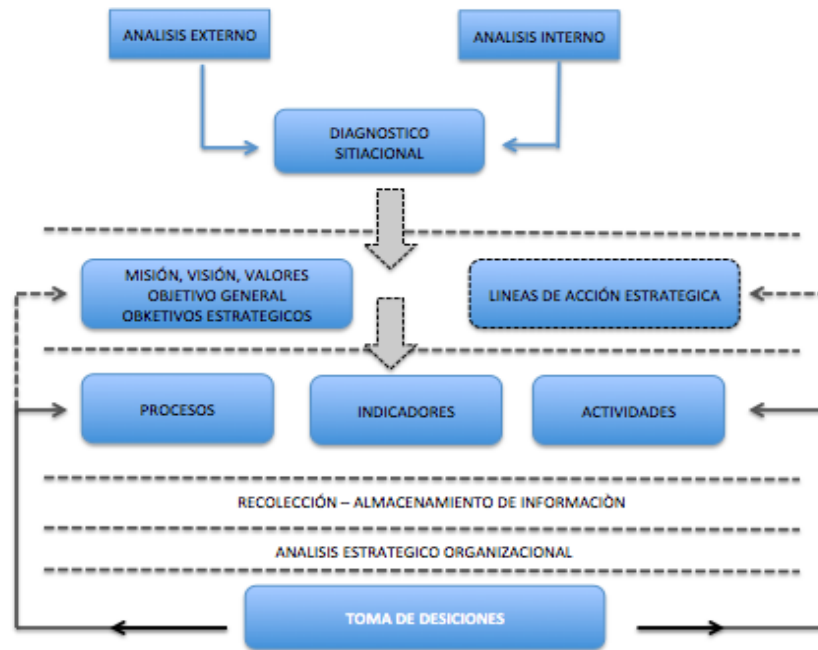 ANALISIS EXTERNO
ANALISIS INTERNO
DIAGNOSTICO
SITIACIONAL
MISIÓN, VISIÓN, VALORES
OBJETIVO GENERAL
OBKETIVOS ESTRATEGICOS
LINEAS DE ACCIÓN ESTRATEGICA
PROCESOS
INDICADORES
ACTIVIDADES
RECOLECCIÓN – ALMACENAMIENTO DE INFORMACIÒN
ANALISIS ESTRATEGICO ORGANIZACIONAL
TOMA DE DESICIONES